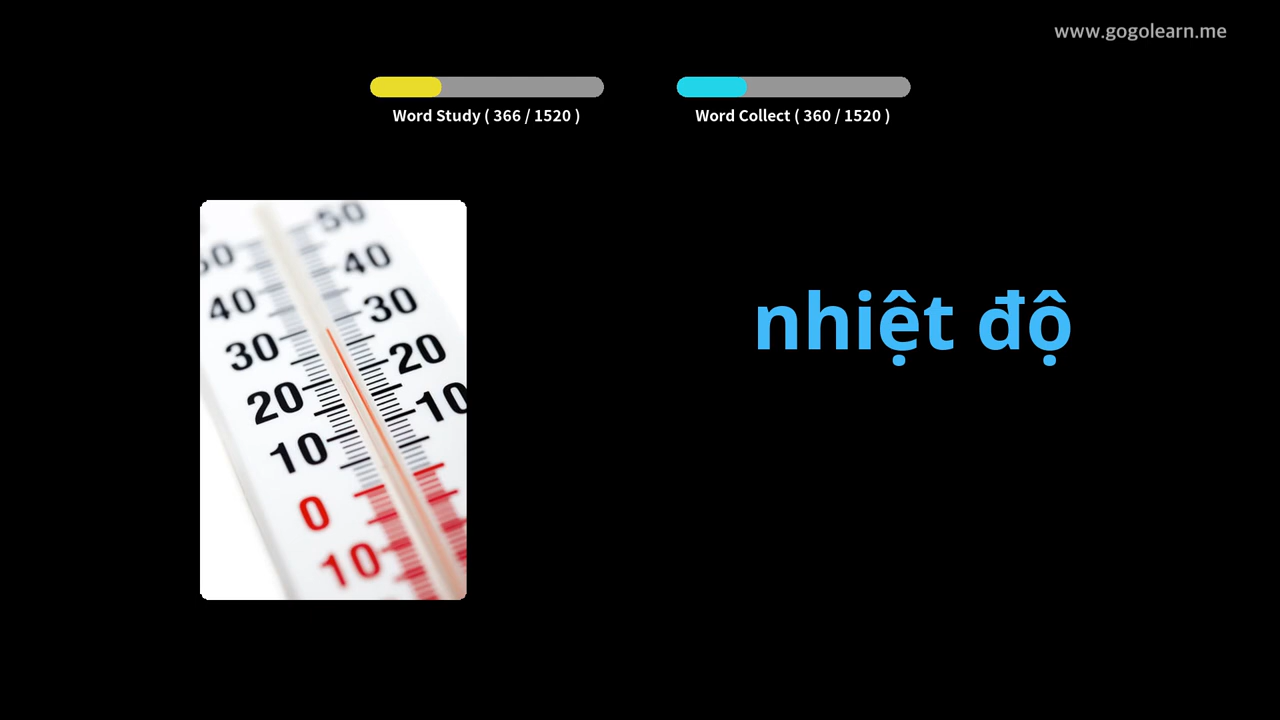 www.gogolearn.me
Word Study ( 366 / 1520 )
Word Collect ( 360 / 1520 )
50
40
40
30
30
20
20
10
10
0
10
nhiệt độ